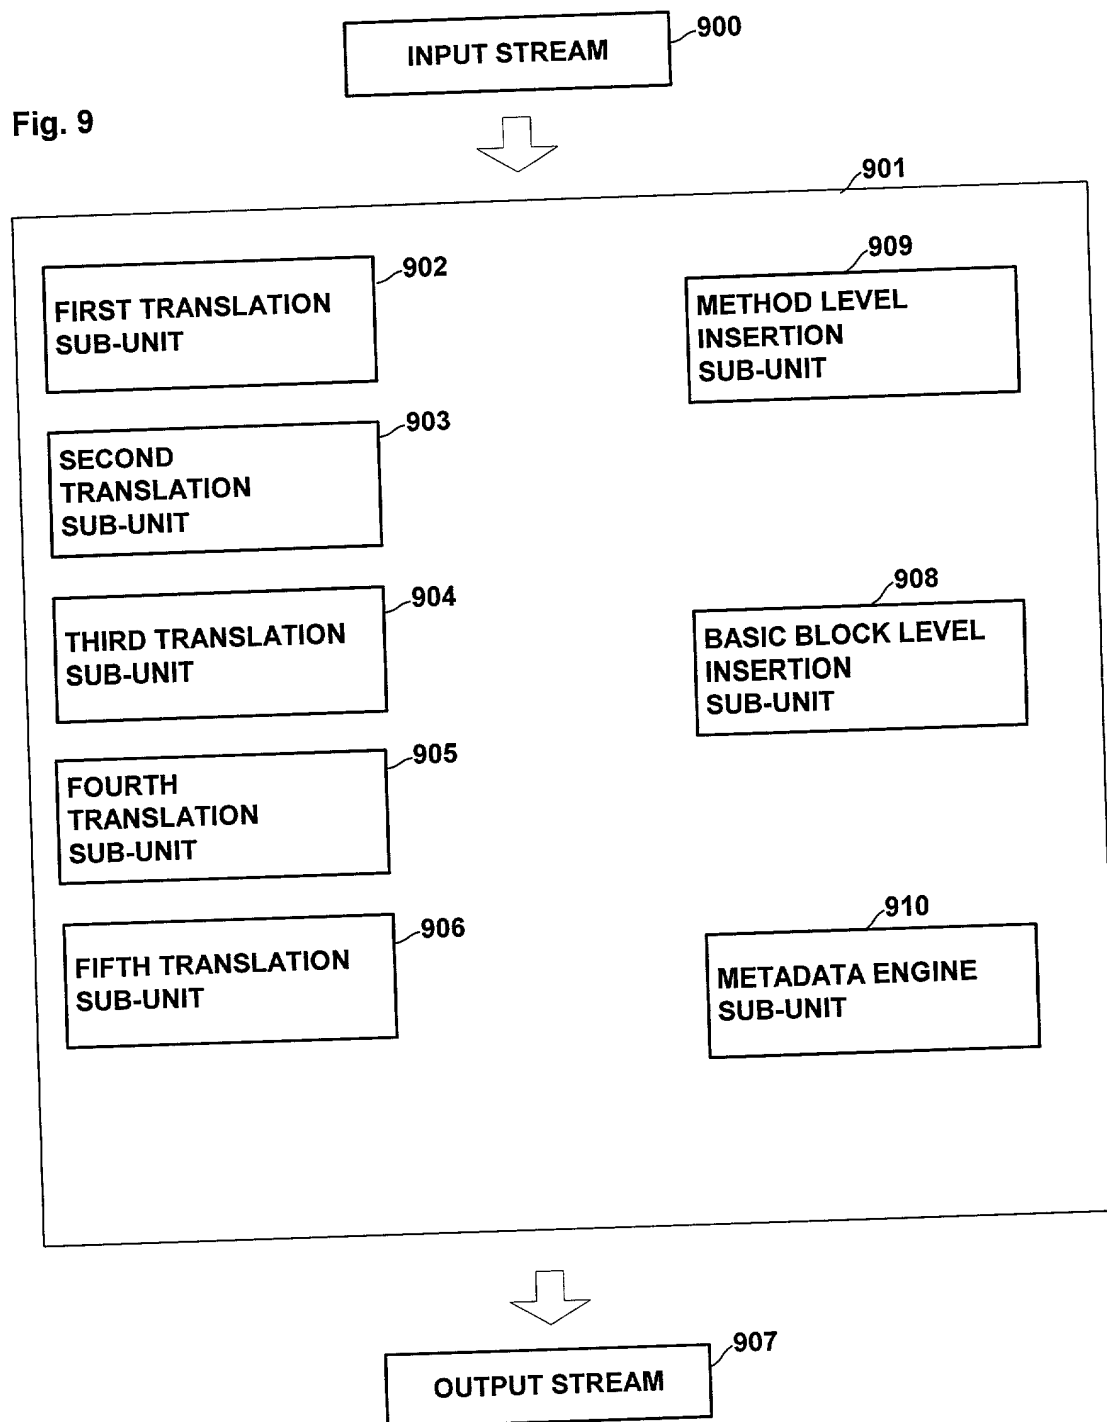 INPUT STREAM
900
Fig. 9
901
902
FIRST TRANSLATION
SUB-UNIT
909
METHOD LEVEL
INSERTION
SUB-UNIT
903
SECOND
TRANSLATION
SUB-UNIT
904
THIRD TRANSLATION
SUB-UNIT
908
BASIC BLOCK LEVEL
INSERTION
SUB-UNIT
905
FOURTH
TRANSLATION
SUB-UNIT
906
FIFTH TRANSLATION
SUB-UNIT
910
METADATA ENGINE
SUB-UNIT
907
OUTPUT STREAM